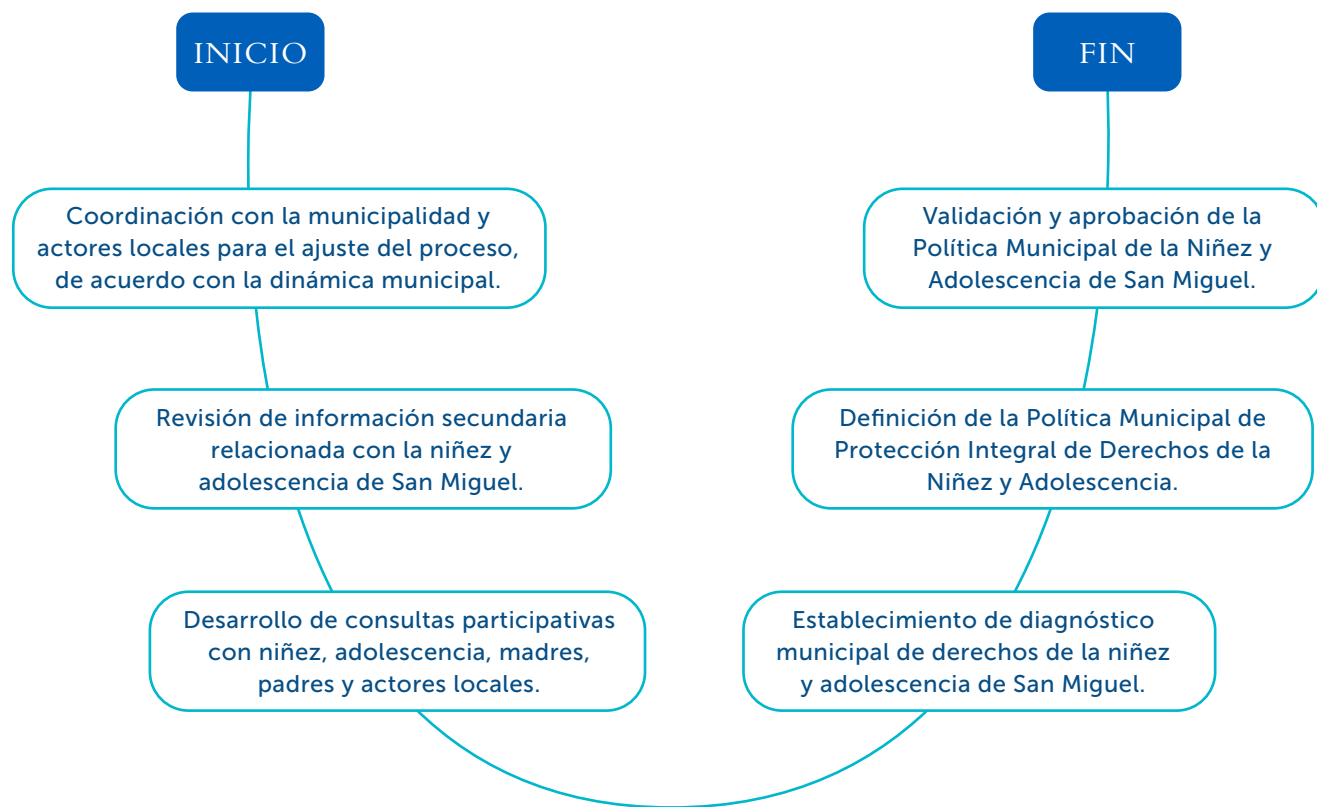 INICIO
Coordinación con la municipalidad y
actores locales para el ajuste del proceso,
de acuerdo con la dinámica municipal.
Revisión de información secundaria
relacionada con la niñez y
adolescencia de San Miguel.
Desarrollo de consultas participativas
con niñez, adolescencia, madres,
padres y actores locales.
Establecimiento de diagnóstico
municipal de derechos de la niñez
y adolescencia de San Miguel.
Definición de la Política Municipal de
Protección Integral de Derechos de la
Niñez y Adolescencia.
Validación y aprobación de la
Política Municipal de la Niñez y
Adolescencia de San Miguel.
FIN